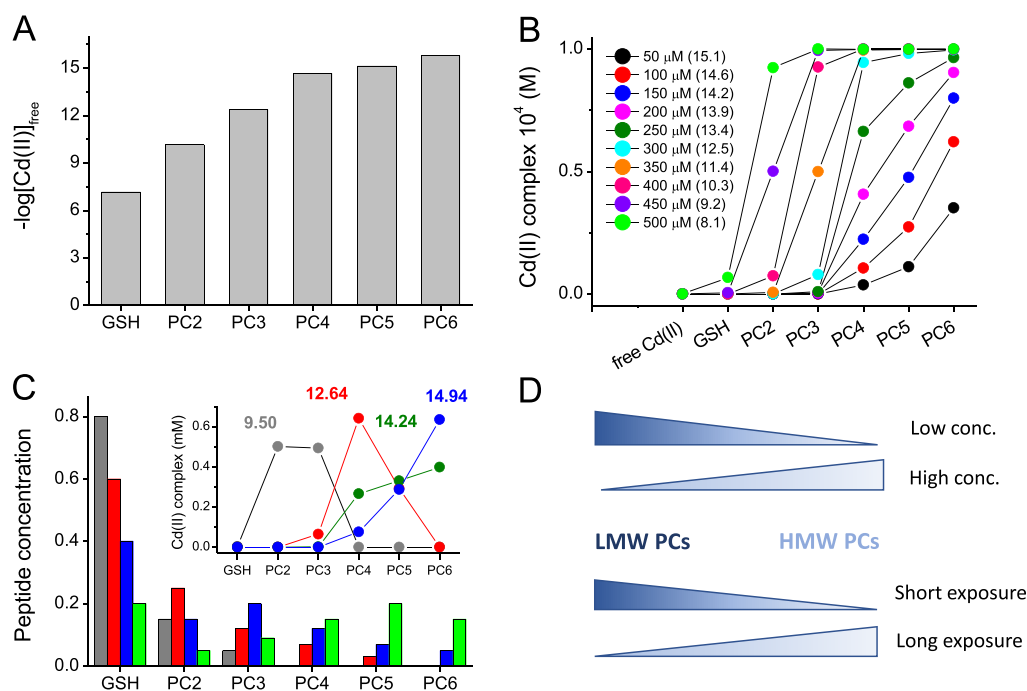 A
-log[Cd(II)]free
15
12
9
6
3
0
GSH PC2 PC3 PC4 PC5 PC6
B
Cd(II) complex 10^4 (M)
1.0
0.5
0.0
50 µM (15.1)
100 µM (14.6)
150 µM (14.2)
200 µM (13.9)
250 µM (13.4)
300 µM (12.5)
350 µM (11.4)
400 µM (10.3)
450 µM (9.2)
500 µM (8.1)
free Cd(II) GSH PC2 PC3 PC4 PC5 PC6
C
Peptide concentration
0.8
0.6
0.4
0.2
0.0
GSH PC2 PC3 PC4 PC5 PC6
12.64
14.94
9.50
14.24
Cd(II) complex (mM)
0.6
0.4
0.2
0.0
GSH PC2 PC3 PC4 PC5 PC6
D
Low conc.
High conc.
LMW PCs HMW PCs
Short exposure
Long exposure